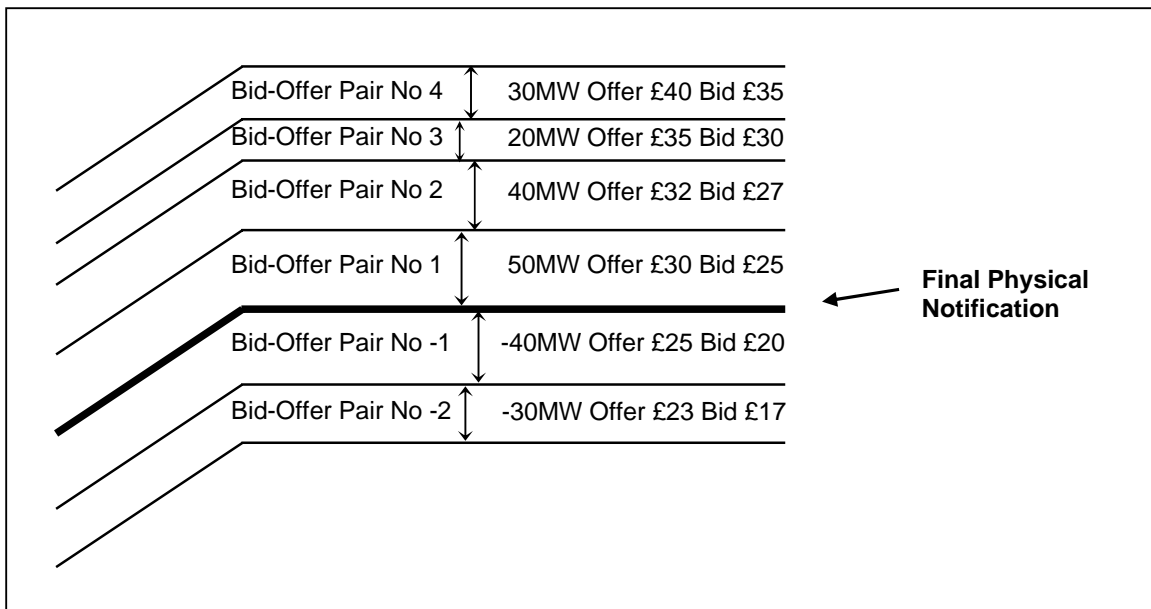 Bid-Offer Pair No 4 30MW Offer £40 Bid £35
Bid-Offer Pair No 3 20MW Offer £35 Bid £30
Bid-Offer Pair No 2 40MW Offer £32 Bid £27
Bid-Offer Pair No 1 50MW Offer £30 Bid £25
Final Physical
Notification
Bid-Offer Pair No -1 -40MW Offer £25 Bid £20
Bid-Offer Pair No -2 -30MW Offer £23 Bid £17